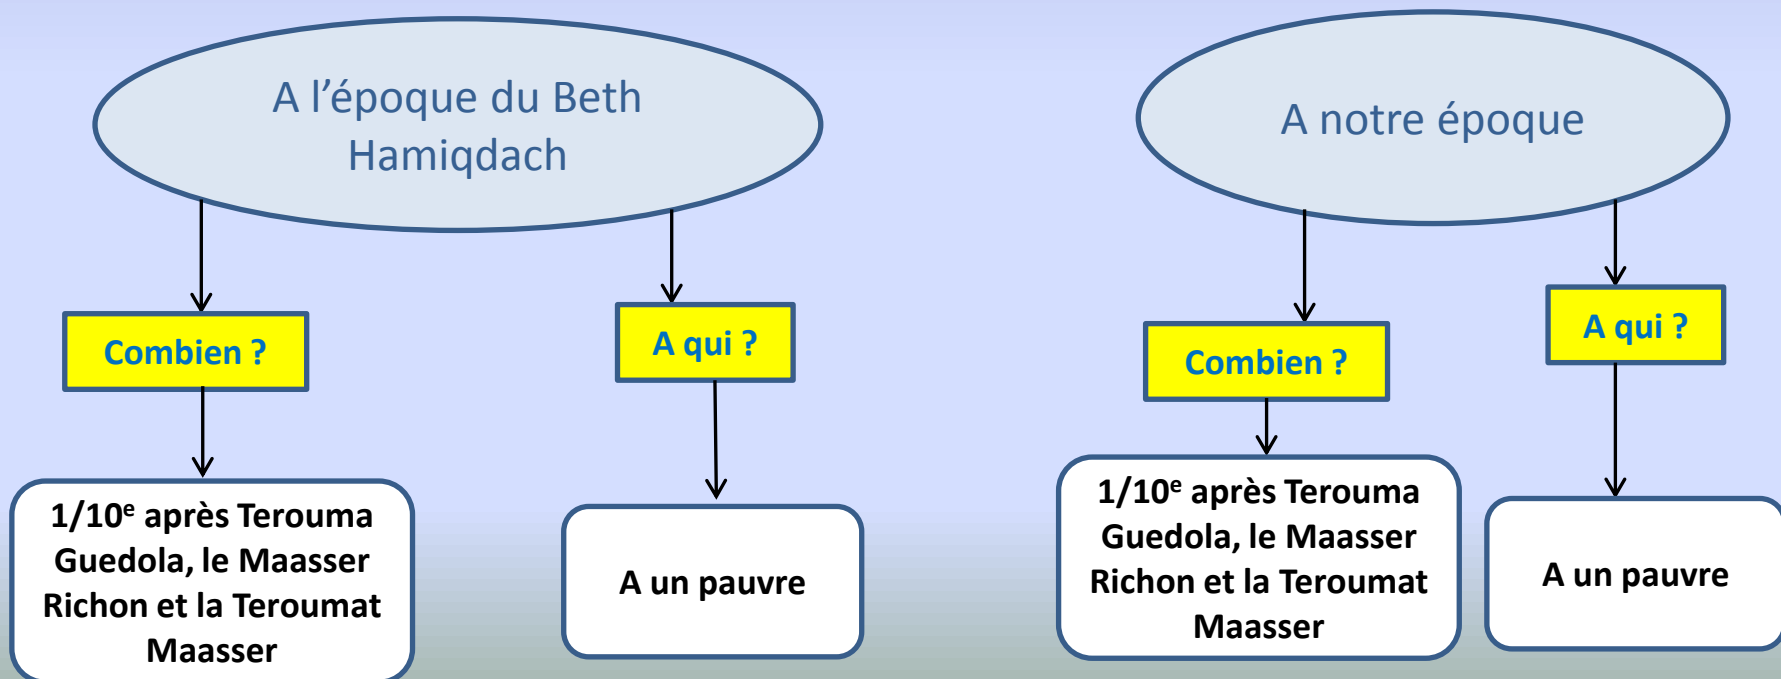 A l'époque du Beth
Hamiqdach
Combien ?
A qui ?
1/10e après Terouma
Guedola, le Maasser
Richon et la Teroumat
Maasser
A un pauvre
A notre époque
Combien ?
A qui ?
1/10e après Terouma
Guedola, le Maasser
Richon et la Teroumat
Maasser
A un pauvre